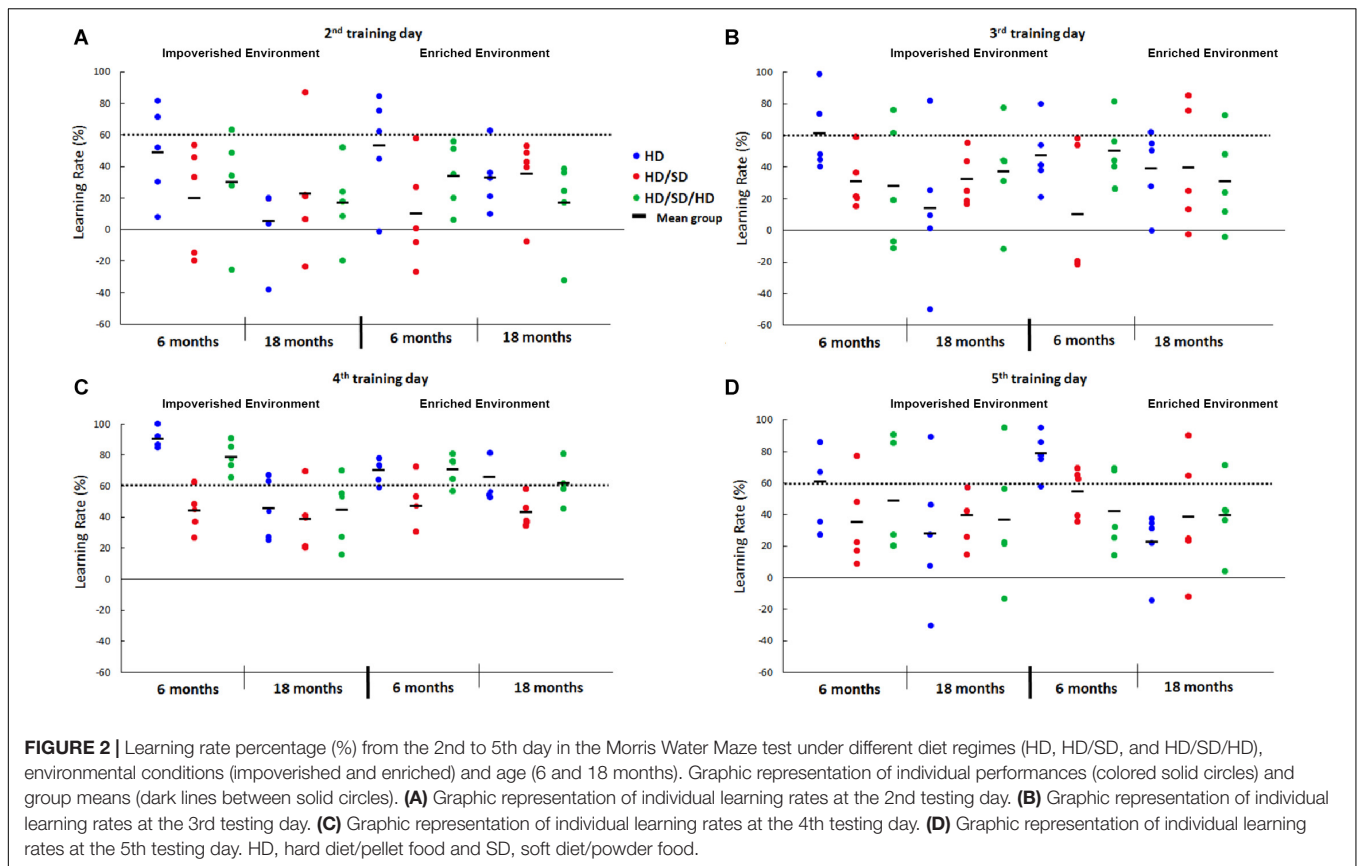 A
2nd training day
Impoverished Environment Enriched Environment
Learning Rate (%)
100
80
60
40
20
0
-20
-40
-60
6 months 18 months 6 months 18 months
HD
HD/SD
HD/SD/HD
Mean group
B
3rd training day
Impoverished Environment Enriched Environment
Learning Rate (%)
100
80
60
40
20
0
-20
-40
-60
6 months 18 months 6 months 18 months
C
4th training day
Impoverished Environment Enriched Environment
Learning Rate (%)
100
80
60
40
20
0
-20
-40
-60
6 months 18 months 6 months 18 months
D
5th training day
Impoverished Environment Enriched Environment
Learning Rate (%)
100
80
60
40
20
0
-20
-40
-60
6 months 18 months 6 months 18 months
FIGURE 2 | Learning rate percentage (%) from the 2nd to 5th day in the Morris Water Maze test under different diet regimes (HD, HD/SD, and HD/SD/HD),
environmental conditions (impoverished and enriched) and age (6 and 18 months). Graphic representation of individual performances (colored solid circles) and
group means (dark lines between solid circles). (A) Graphic representation of individual learning rates at the 2nd testing day. (B) Graphic representation of individual
learning rates at the 3rd testing day. (C) Graphic representation of individual learning rates at the 4th testing day. (D) Graphic representation of individual learning
rates at the 5th testing day. HD, hard diet/pellet food and SD, soft diet/powder food.